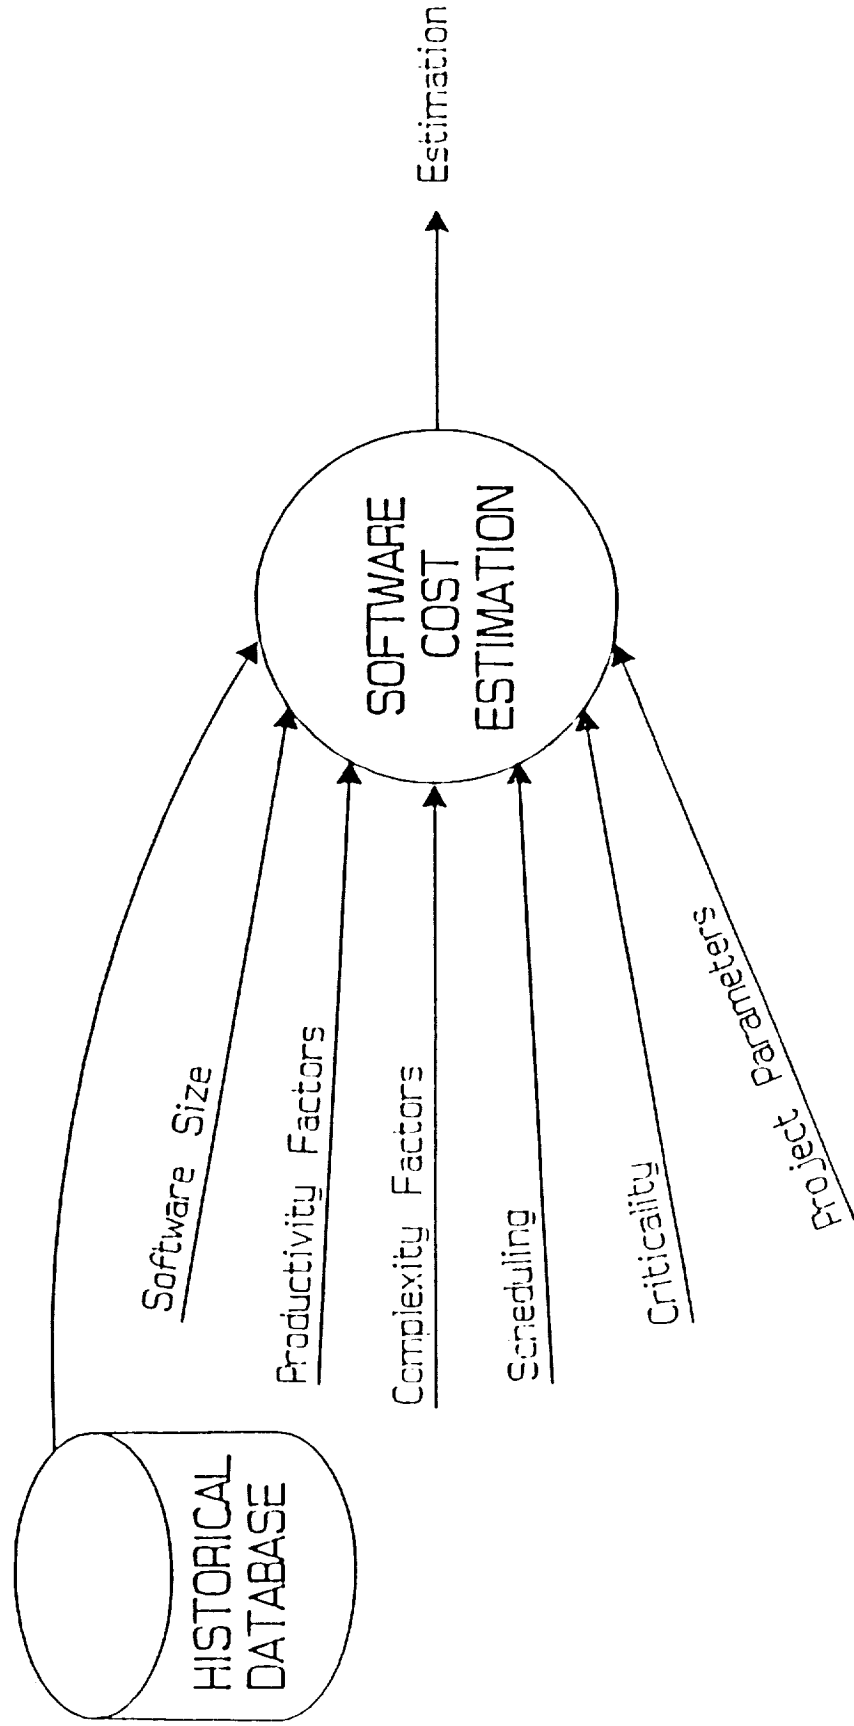 HISTORICAL
DATABASE
Software Size
Productivity Factors
Complexity Factors
Scheduling
Criticality
Project Parameters
SOFTWARE
COST
ESTIMATION
Estimation